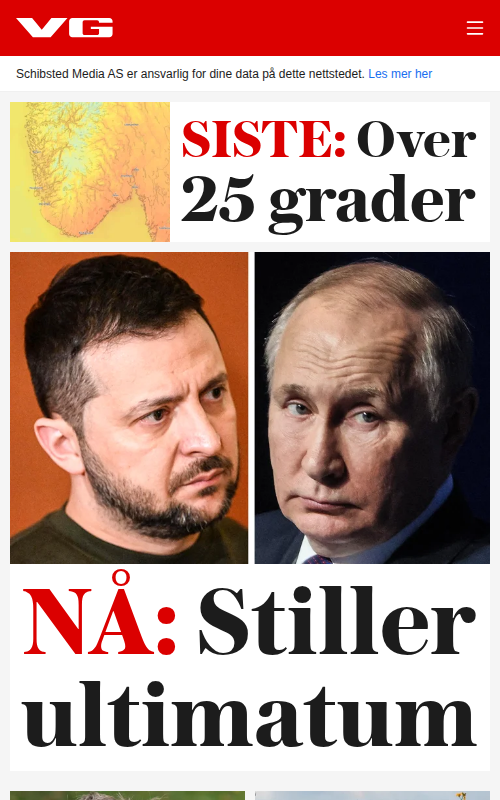 VG
Schibsted Media AS er ansvarlig for dine data på dette nettstedet. Les mer her
SISTE: Over
25 grader
NÅ: Stiller
ultimatum